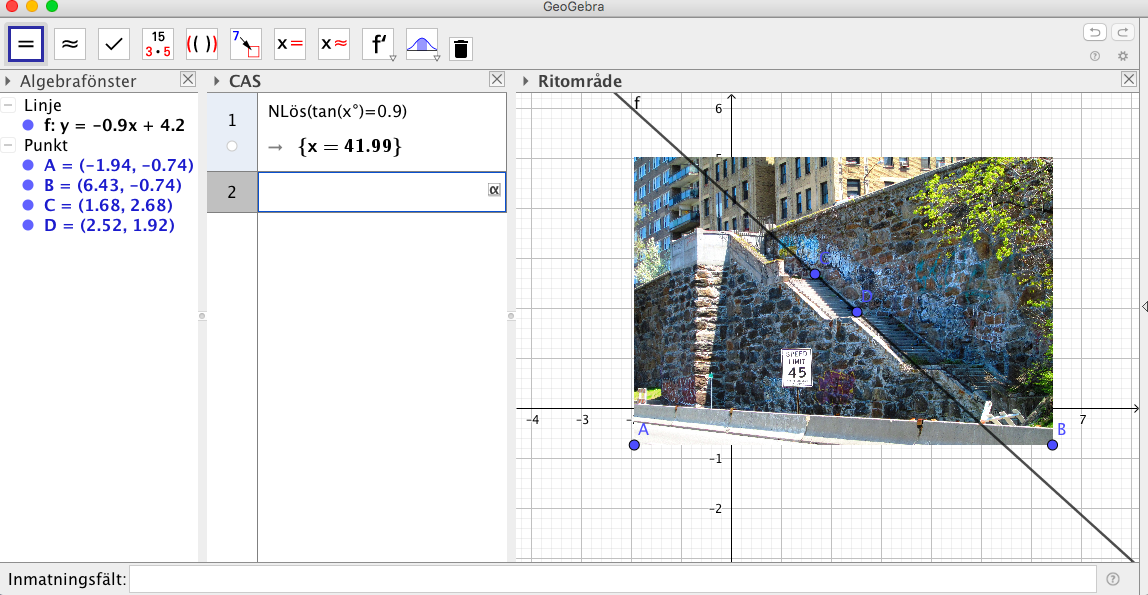 GeoGebra
=
≈
✓
15
3•5
(( ))
7
x =
x ≈
f'
Algebrafönster
CAS
Ritområde
Linje
f: y = −0.9x + 4.2
Punkt
A = (−1.94, −0.74)
B = (6.43, −0.74)
C = (1.68, 2.68)
D = (2.52, 1.92)
1
NLös(tan(x°)=0.9)
→ {x = 41.99}
2
α
f
6
5
C
D
SPEED
LIMIT
45
-4
-3
7
A
B
-1
-2
Inmatningsfält: